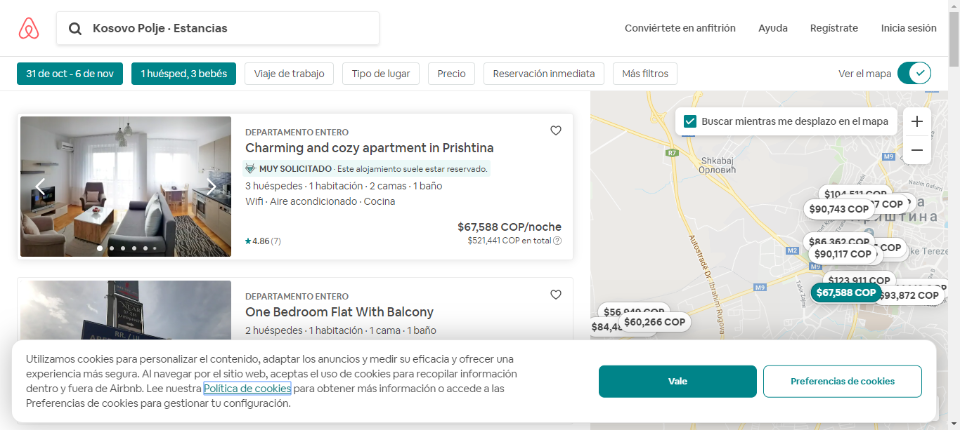 Kosovo Polje · Estancias
Conviértete en anfitrión
Ayuda
Regístrate
Inicia sesión
31 de oct - 6 de nov
1 huésped, 3 bebés
Viaje de trabajo
Tipo de lugar
Precio
Reservación inmediata
Más filtros
Ver el mapa
DEPARTAMENTO ENTERO
Charming and cozy apartment in Prishtina
MUY SOLICITADO · Este alojamiento suele estar reservado.
3 huéspedes · 1 habitación · 2 camas · 1 baño
Wifi · Aire acondicionado · Cocina
$67,588 COP/noche
4.86 (7)
$521,441 COP en total
DEPARTAMENTO ENTERO
One Bedroom Flat With Balcony
2 huéspedes · 1 habitación · 1 cama · 1 baño
Buscar mientras me desplazo en el mapa
R7
M9
Shkabaj
Орловић
$104,511 COP
$90,743 COP
M2
$86,362 COP
$90,117 COP
Autostradë Dr. Ibrahim Rugova
M9
$123,911 COP
$67,588 COP
$93,872 COP
$56,949 COP
$60,266 COP
Utilizamos cookies para personalizar el contenido, adaptar los anuncios y medir su eficacia y ofrecer una
experiencia más segura. Al navegar por el sitio web, aceptas el uso de cookies para recopilar información
dentro y fuera de Airbnb. Lee nuestra Política de cookies para obtener más información o accede a las
Preferencias de cookies para gestionar tu configuración.
Vale
Preferencias de cookies